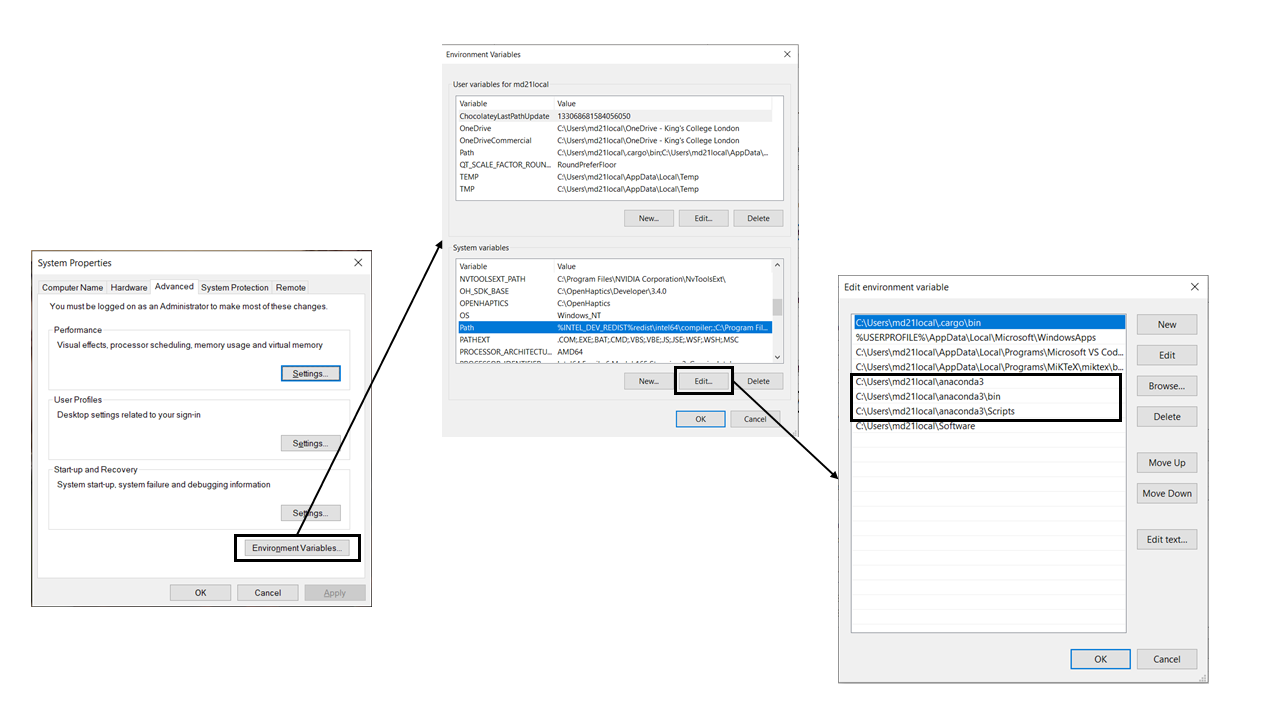 System Properties
Computer Name Hardware Advanced System Protection Remote
You must be logged on as an Administrator to make most of these changes.
Performance
Visual effects, processor scheduling, memory usage and virtual memory
Settings...
User Profiles
Desktop settings related to your sign-in
Settings...
Start-up and Recovery
System start-up, system failure and debugging information
Settings...
Environment Variables...
OK Cancel Apply
Environment Variables
User variables for md21local
Variable Value
ChocolateyLastPathUpdate 133068681584056050
OneDrive C:\Users\md21local\OneDrive - King's College London
OneDriveCommercial C:\Users\md21local\OneDrive - King's College London
Path C:\Users\md21local\.cargo\bin;C:\Users\md21local\AppData\...
QT_SCALE_FACTOR_ROUN... RoundPreferFloor
TEMP C:\Users\md21local\AppData\Local\Temp
TMP C:\Users\md21local\AppData\Local\Temp
New... Edit... Delete
System variables
Variable Value
NVTOOLSEXT_PATH C:\Program Files\NVIDIA Corporation\NvToolsExt\
OH_SDK_BASE C:\OpenHaptics\Developer\3.4.0
OPENHAPTICS C:\OpenHaptics
OS Windows_NT
Path %INTEL_DEV_REDIST%redist\intel64\compiler;;C:\Program Fil...
PATHEXT .COM;.EXE;.BAT;.CMD;.VBS;.VBE;.JS;.JSE;.WSF;.WSH;.MSC
PROCESSOR_ARCHITECTU... AMD64
New... Edit... Delete
OK Cancel
Edit environment variable
C:\Users\md21local\.cargo\bin
%USERPROFILE%\AppData\Local\Microsoft\WindowsApps
C:\Users\md21local\AppData\Local\Programs\Microsoft VS Cod...
C:\Users\md21local\AppData\Local\Programs\MiKTeX\miktex\b...
C:\Users\md21local\anaconda3
C:\Users\md21local\anaconda3\bin
C:\Users\md21local\anaconda3\Scripts
C:\Users\md21local\Software
New
Edit
Browse...
Delete
Move Up
Move Down
Edit text...
OK Cancel